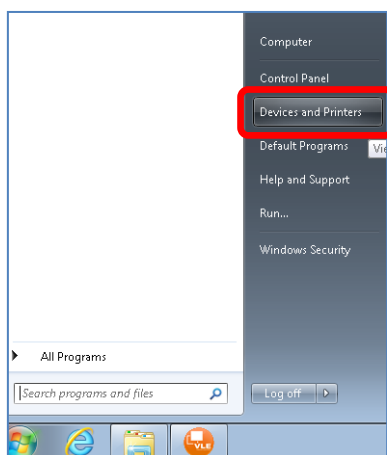 Computer
Control Panel
Devices and Printers
Default Programs
Vie
Help and Support
Run...
Windows Security
All Programs
Search programs and files
Log off
VLE